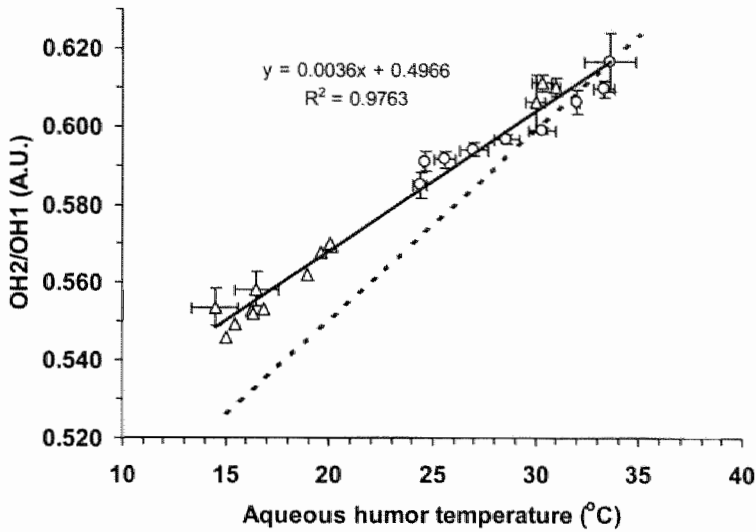 0.620
0.600
0.580
0.560
0.540
0.520
OH2/OH1 (A.U.)
y = 0.0036x + 0.4966
R² = 0.9763
10 15 20 25 30 35 40
Aqueous humor temperature (°C)